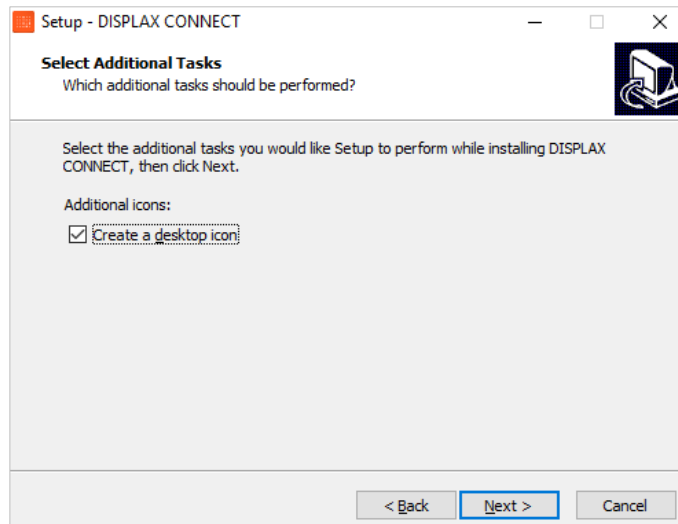 Setup - DISPLAX CONNECT
Select Additional Tasks
Which additional tasks should be performed?
Select the additional tasks you would like Setup to perform while installing DISPLAX
CONNECT, then click Next.
Additional icons:
Create a desktop icon
< Back
Next >
Cancel